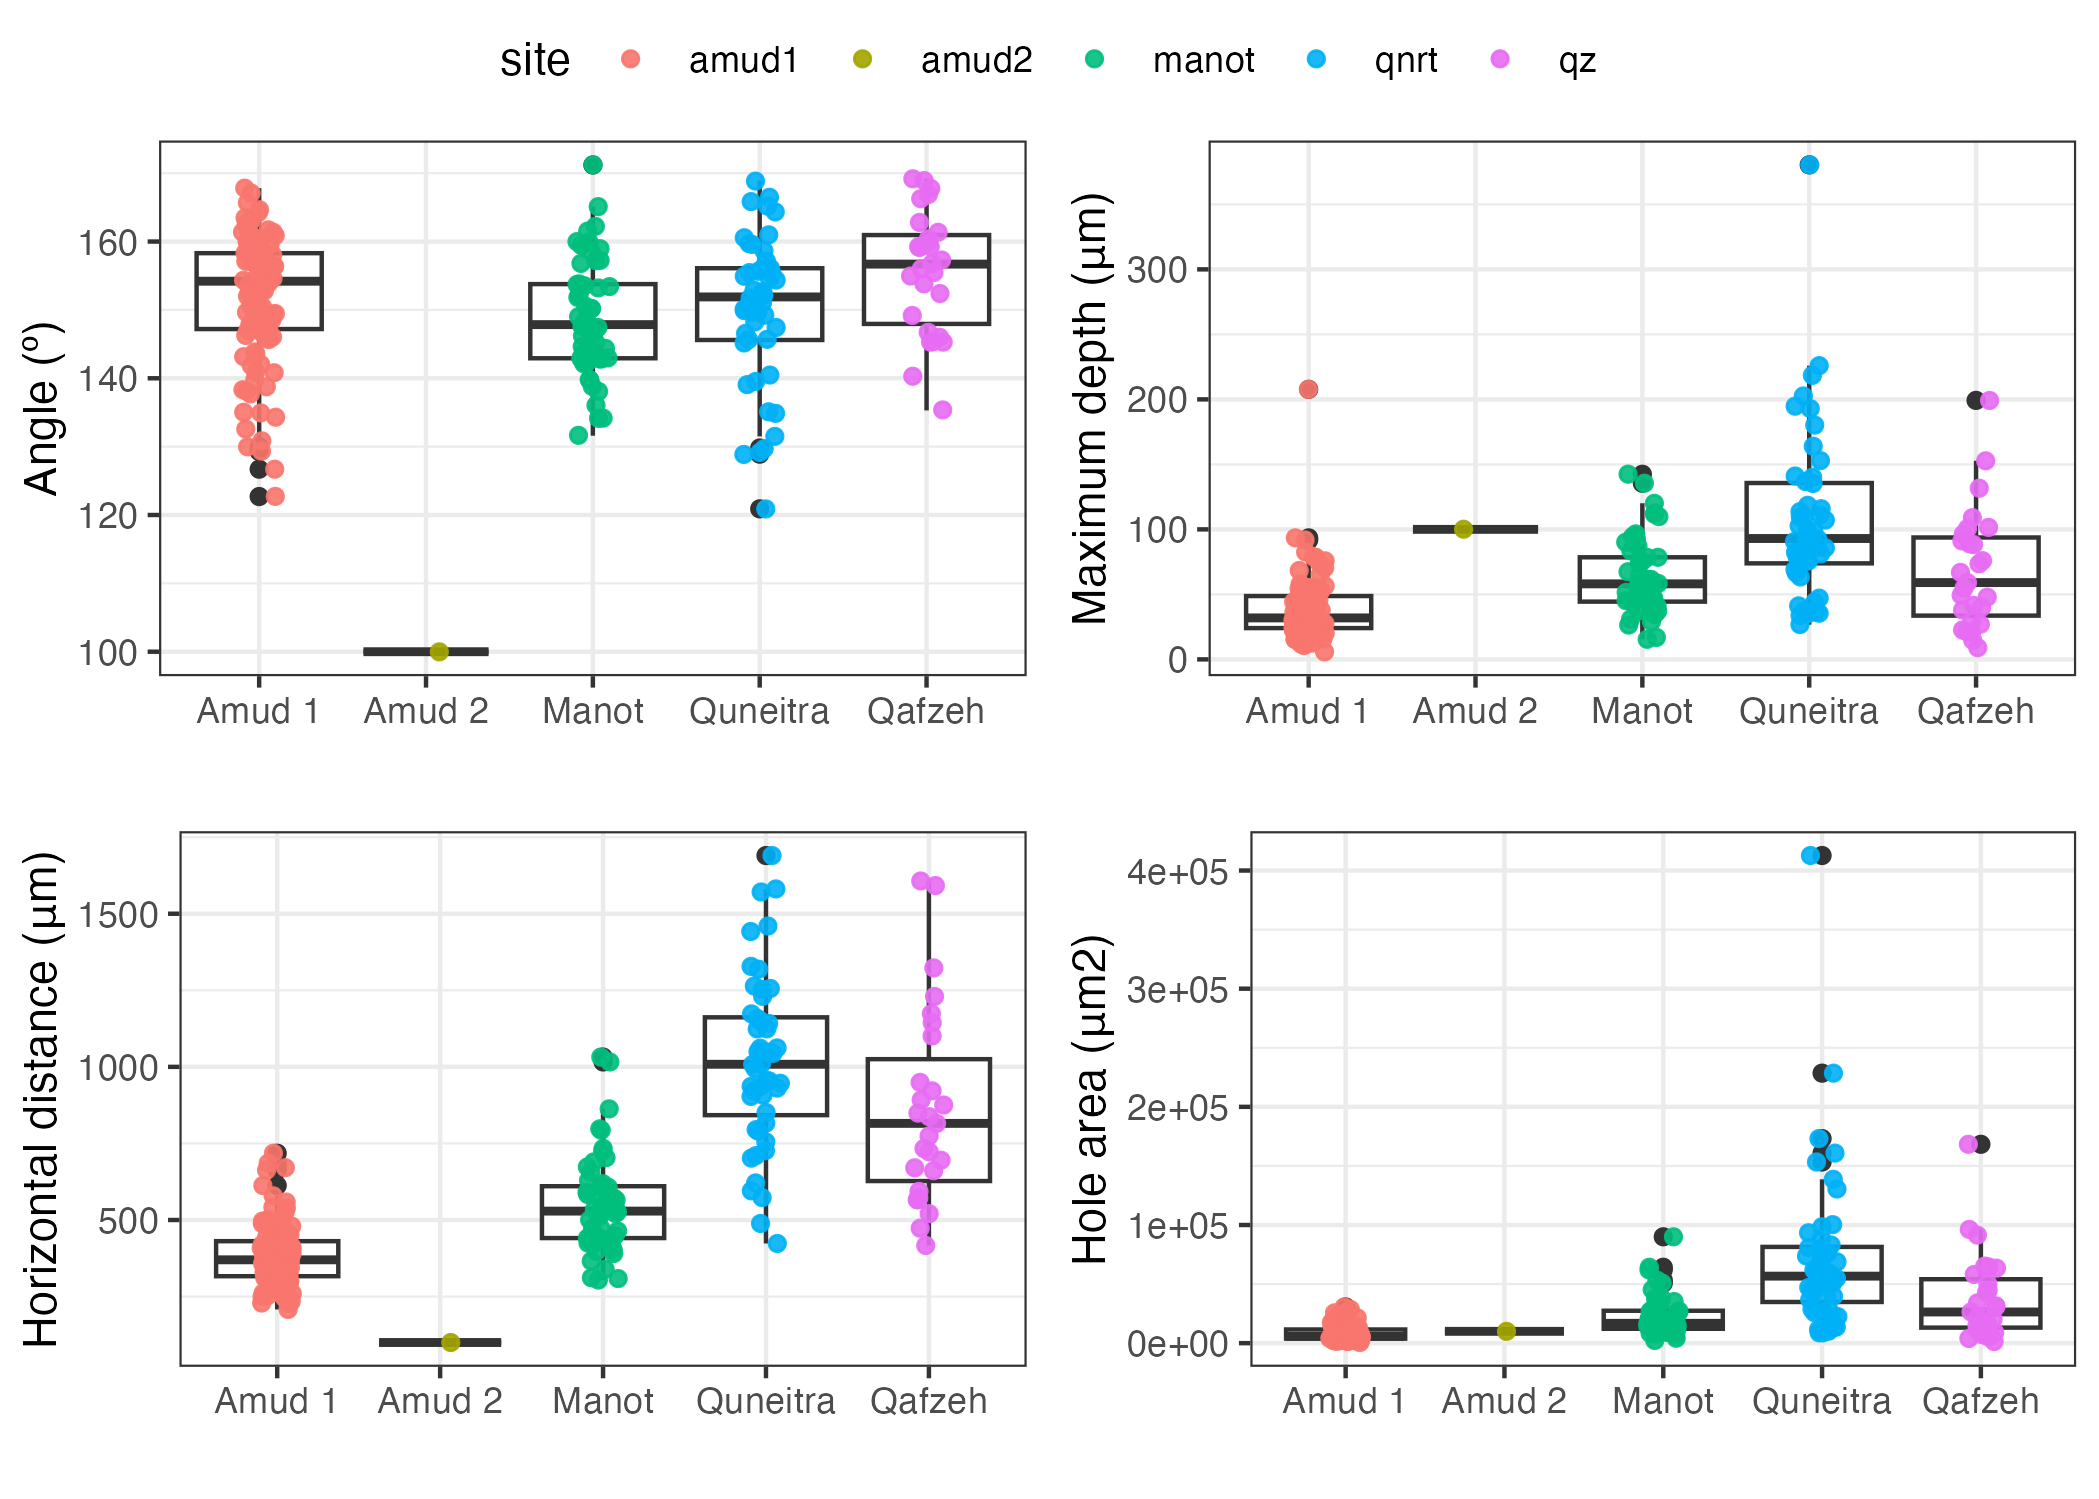 site amud1 amud2 manot qnrt qz
Angle (º)
160
140
120
100
Amud 1 Amud 2 Manot Quneitra Qafzeh
Maximum depth (µm)
300
200
100
0
Amud 1 Amud 2 Manot Quneitra Qafzeh
Horizontal distance (µm)
1500
1000
500
Amud 1 Amud 2 Manot Quneitra Qafzeh
Hole area (µm2)
4e+05
3e+05
2e+05
1e+05
0e+00
Amud 1 Amud 2 Manot Quneitra Qafzeh